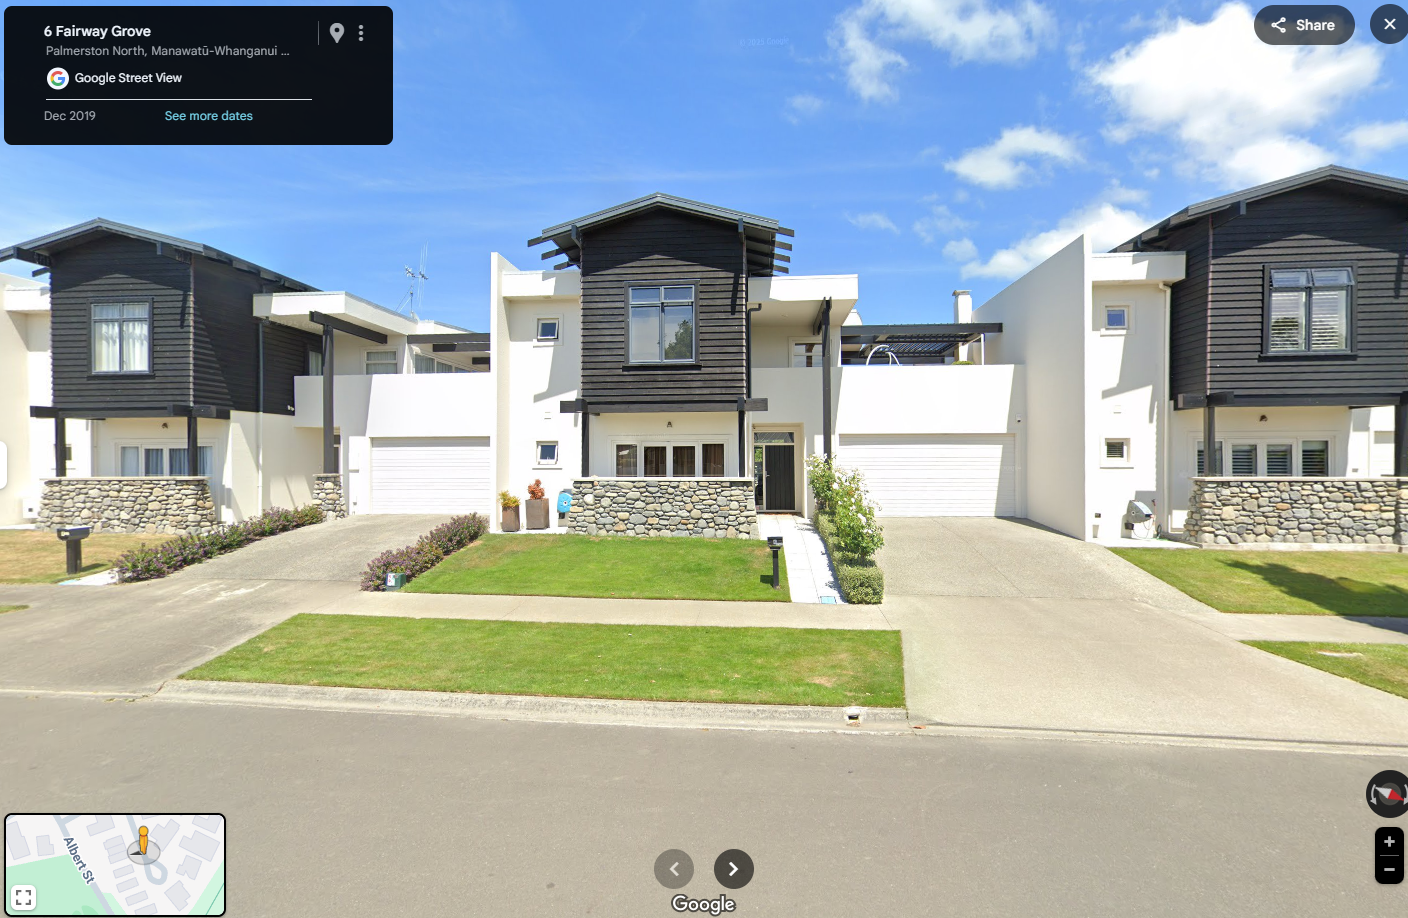 6 Fairway Grove
Palmerston North, Manawatū-Whanganui ...
Google Street View
Dec 2019
See more dates
Share
Albert St
Google